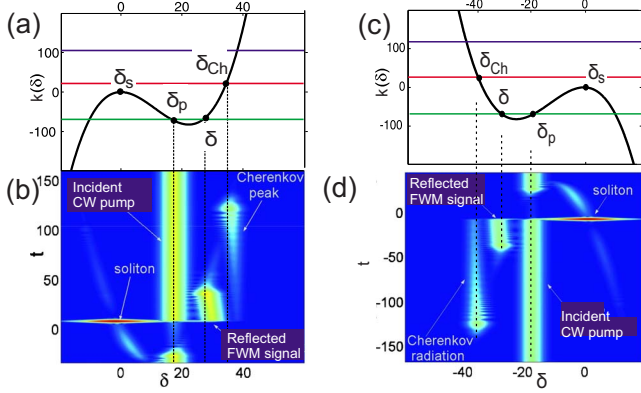 (a)
k(δ)
100
0
-100
δs
δp
δ
δCh
0
20
40
(b)
t
150
100
50
0
Incident
CW pump
Cherenkov
peak
soliton
Reflected
FWM signal
0
20
40
δ
(c)
-40
-20
0
k(δ)
100
0
-100
δCh
δ
δp
δs
(d)
t
0
-50
-100
-150
Reflected
FWM signal
soliton
Cherenkov
radiation
Incident
CW pump
-60
-40
-20
0
δ